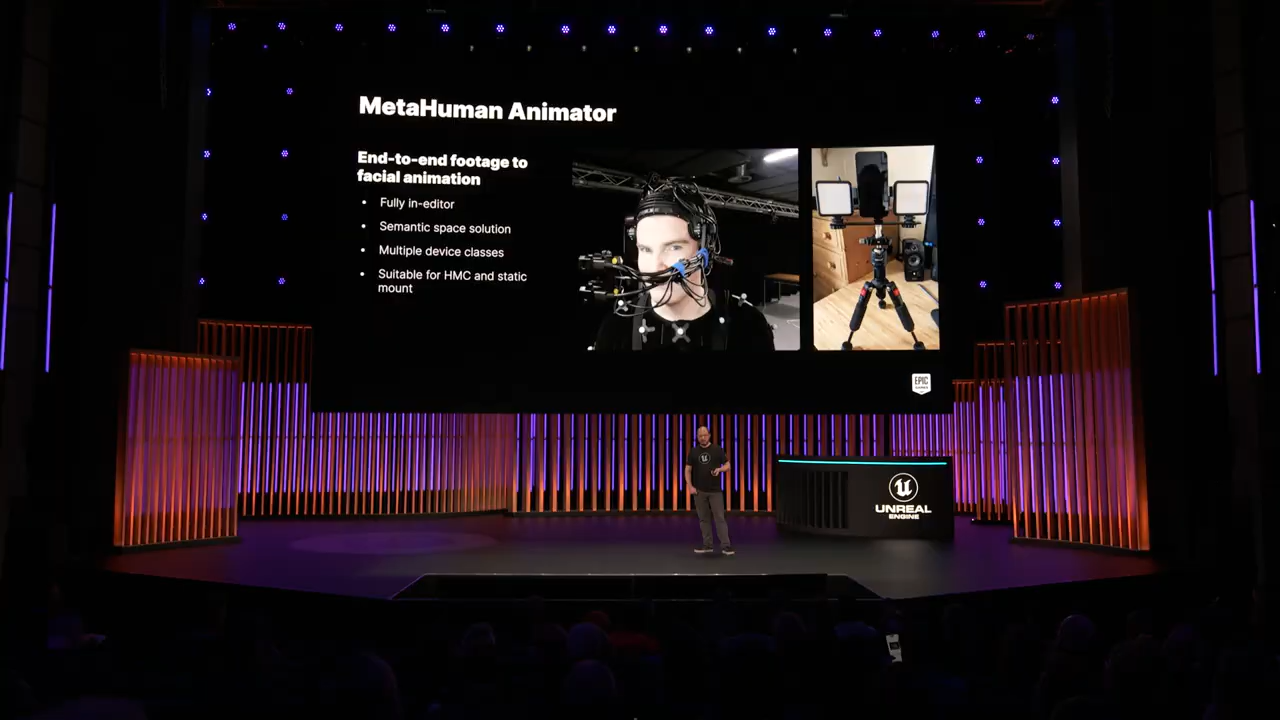 MetaHuman Animator
End-to-end footage to
facial animation
• Fully in-editor
• Semantic space solution
• Multiple device classes
• Suitable for HMC and static
mount
EPIC
GAMES
UNREAL
ENGINE